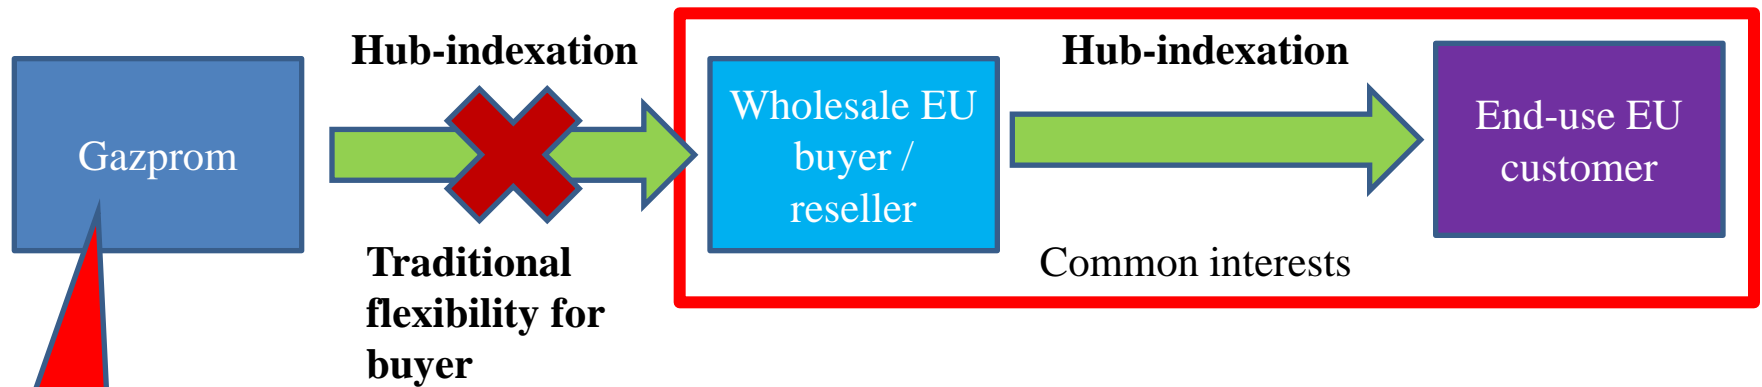 Gazprom
Hub-indexation
Traditional
flexibility for
buyer
Wholesale EU
buyer /
reseller
Hub-indexation
Common interests
End-use EU
customer